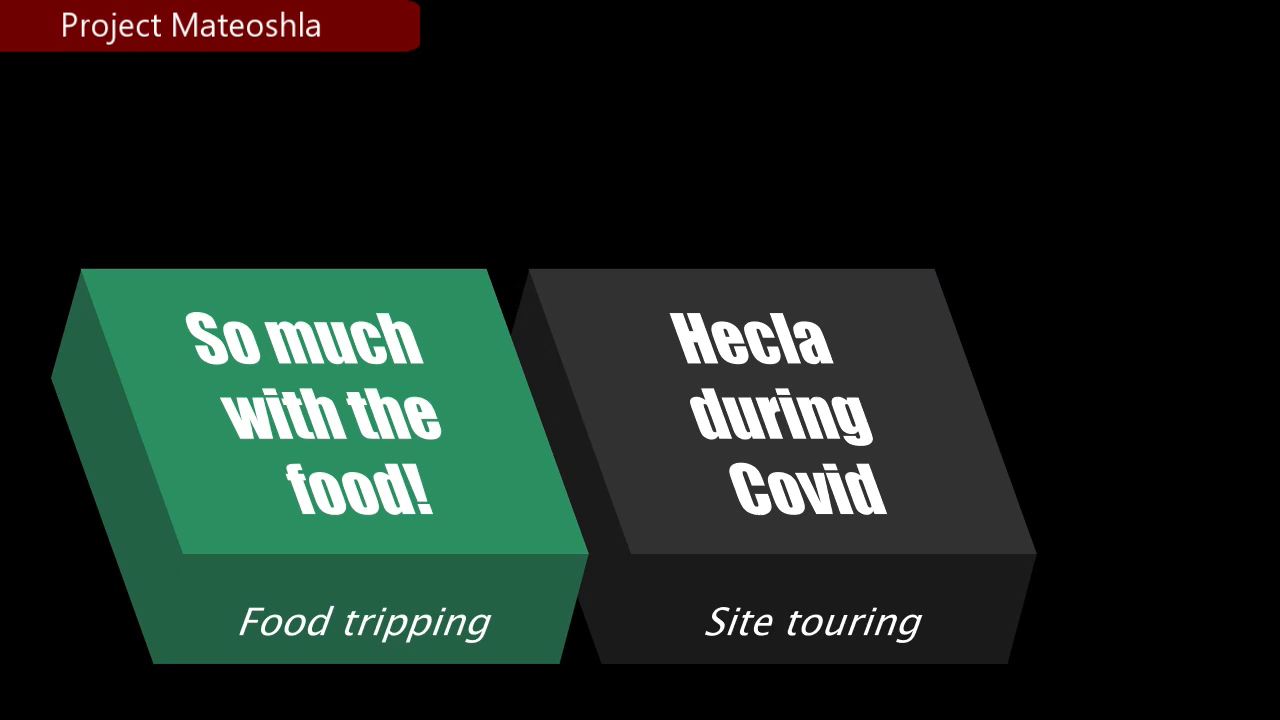 Project Mateoshla
So much
with the
food!
Food tripping
Hecla
during
Covid
Site touring